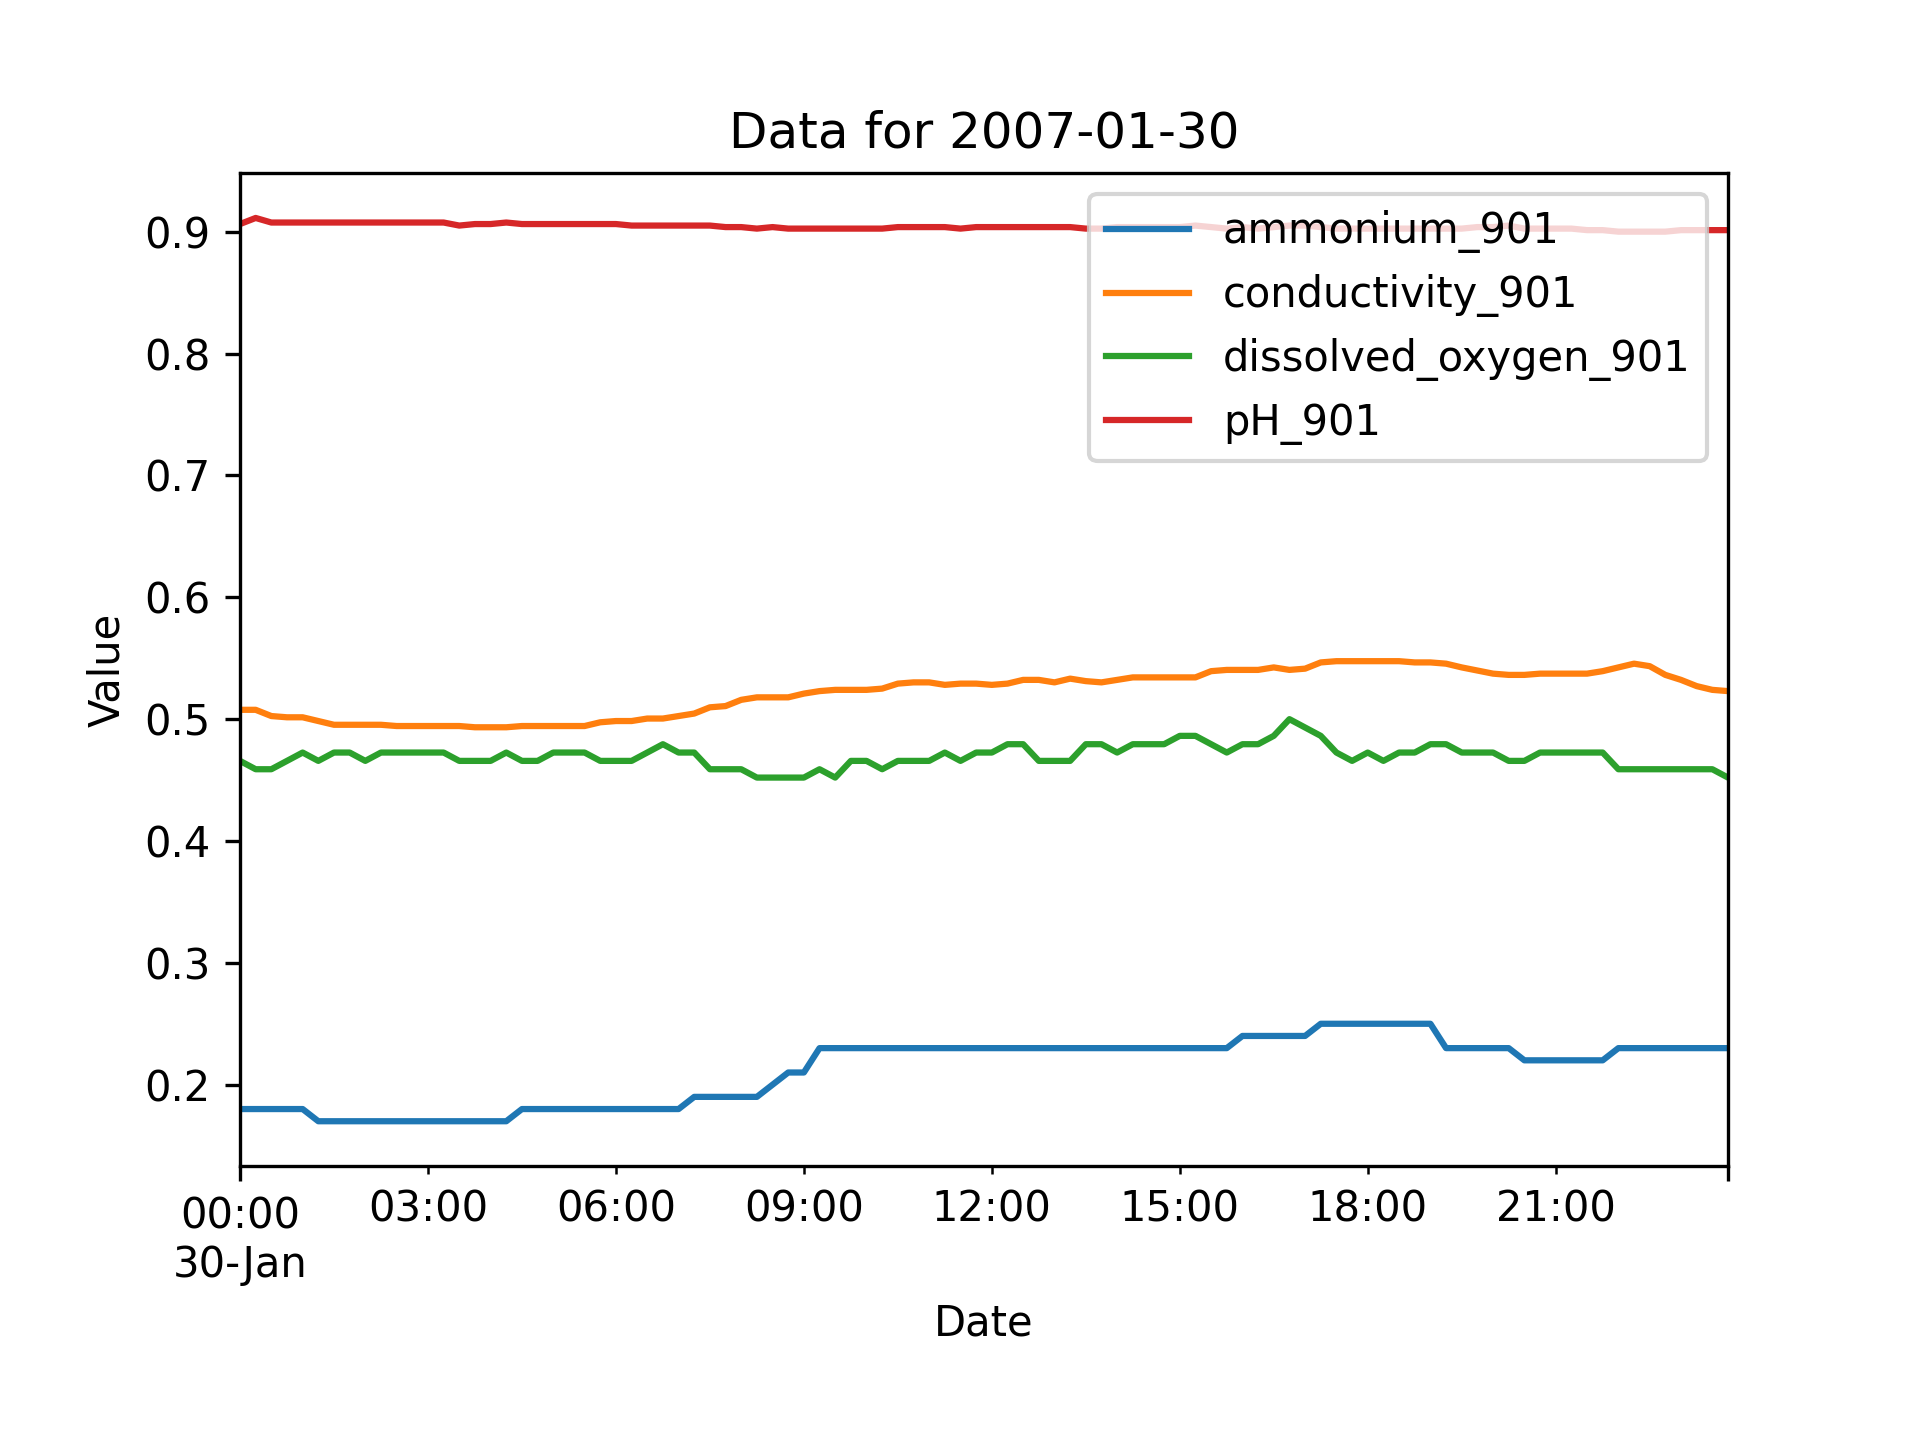 Data for 2007-01-30
ammonium_901
conductivity_901
dissolved_oxygen_901
pH_901
Value
0.9
0.8
0.7
0.6
0.5
0.4
0.3
0.2
00:00 03:00 06:00 09:00 12:00 15:00 18:00 21:00
30-Jan
Date